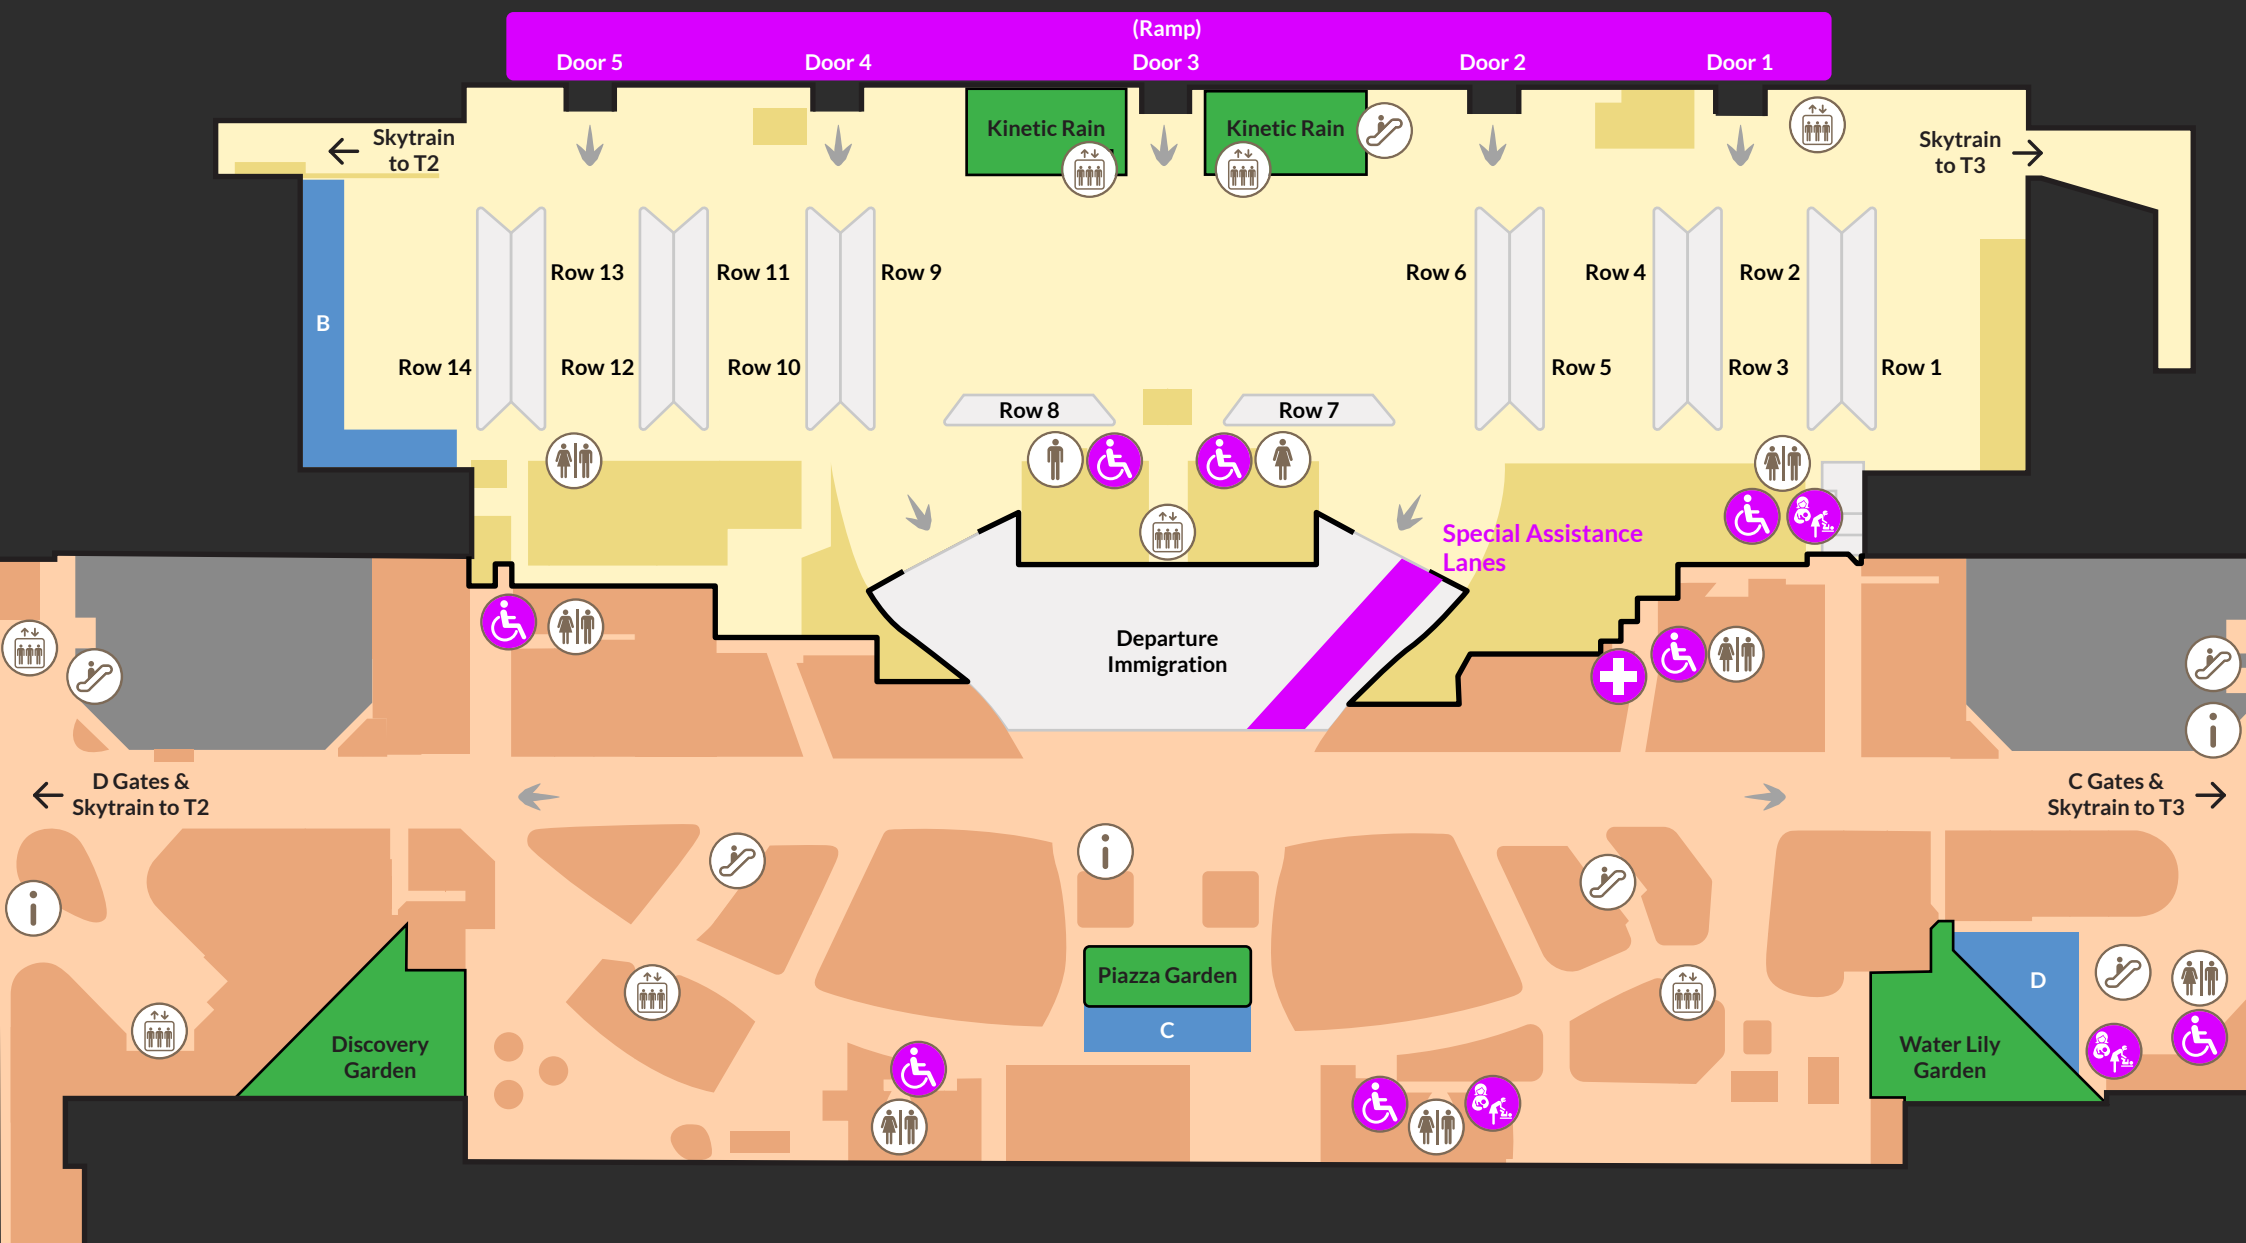 (Ramp)
Door 5
Door 4
Door 3
Door 2
Door 1
Kinetic Rain
Kinetic Rain
Skytrain
to T2
Skytrain
to T3
Row 13
Row 11
Row 9
Row 6
Row 4
Row 2
B
Row 14
Row 12
Row 10
Row 5
Row 3
Row 1
Row 8
Row 7
Special Assistance
Lanes
Departure
Immigration
D Gates &
Skytrain to T2
C Gates &
Skytrain to T3
Piazza Garden
C
D
Discovery
Garden
Water Lily
Garden